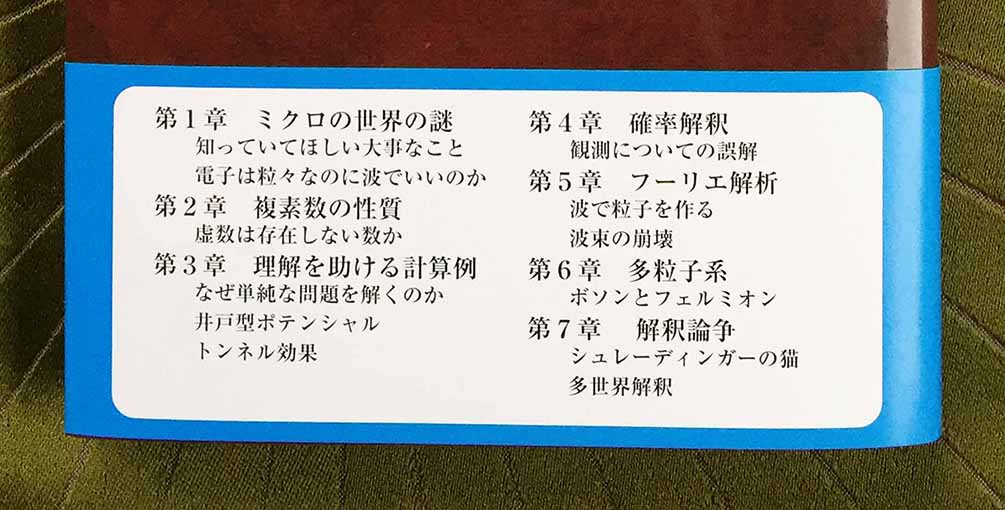 第1章　ミクロの世界の謎
知っていてほしい大事なこと
電子は粒々なのに波でいいのか
第2章　複素数の性質
虚数は存在しない数か
第3章　理解を助ける計算例
なぜ単純な問題を解くのか
井戸型ポテンシャル
トンネル効果
第4章　確率解釈
観測についての誤解
第5章　フーリエ解析
波で粒子を作る
波束の崩壊
第6章　多粒子系
ボソンとフェルミオン
第7章　解釈論争
シュレーディンガーの猫
多世界解釈